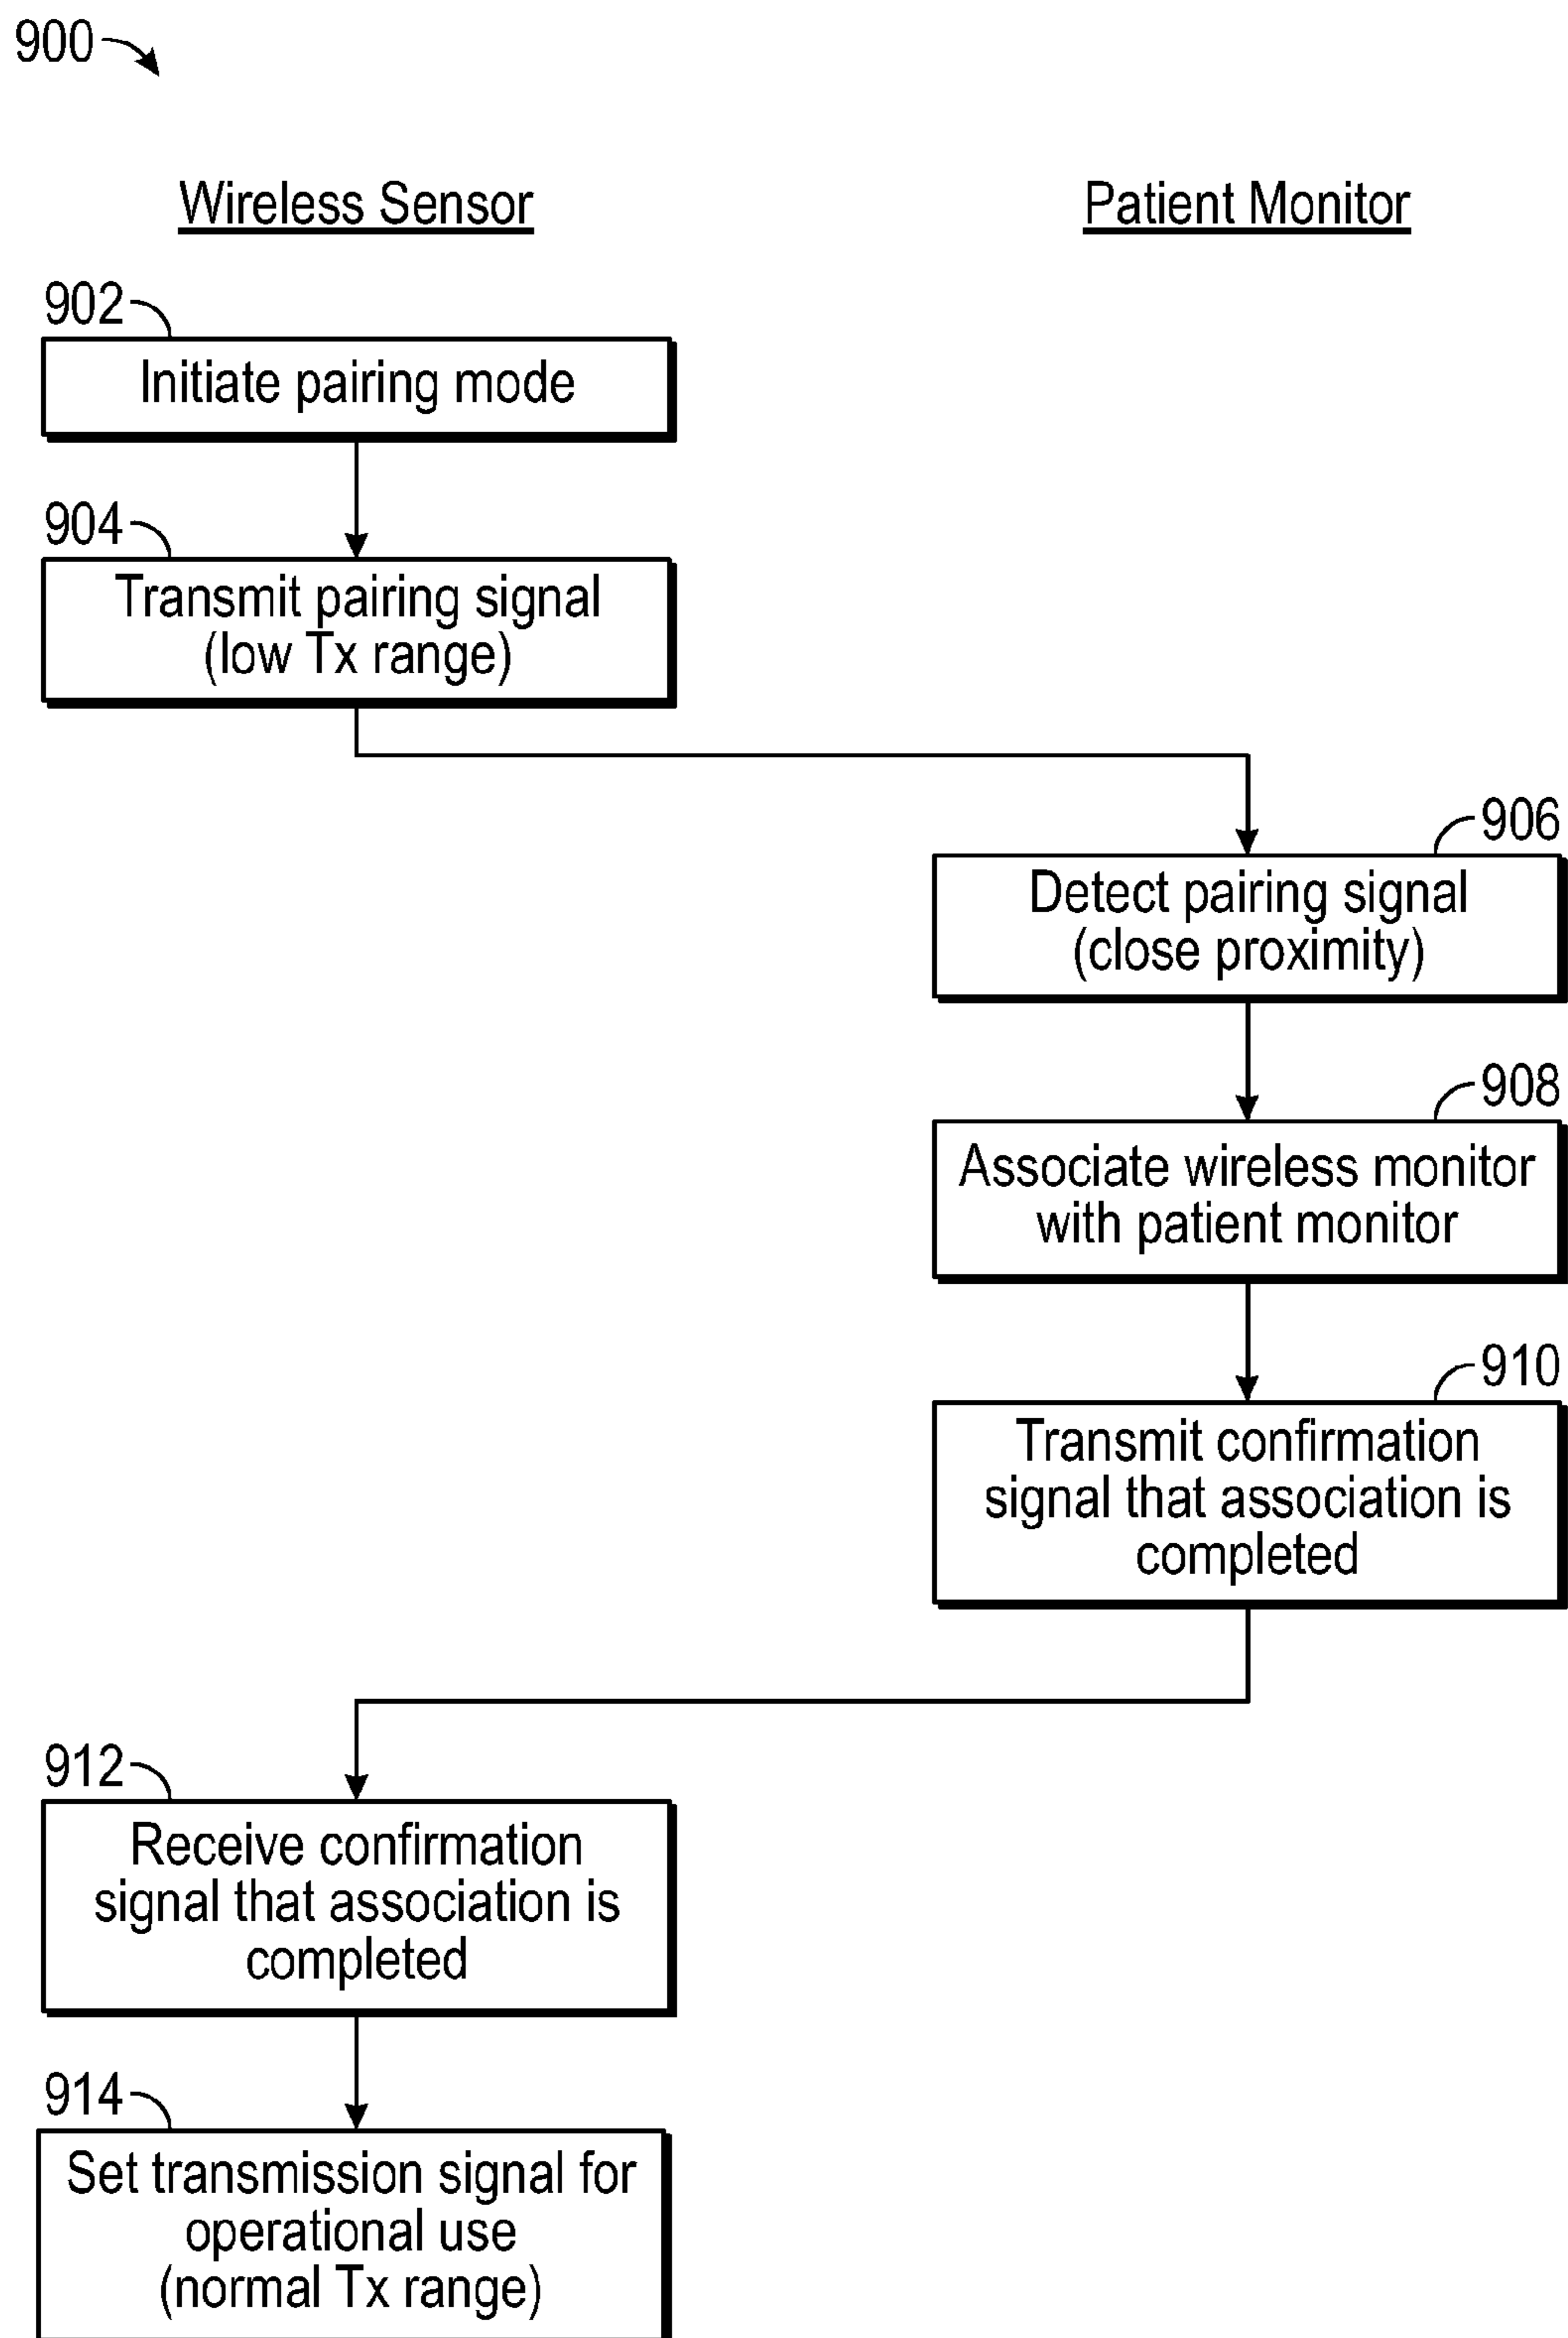 900
Wireless Sensor
Patient Monitor
902
Initiate pairing mode
904
Transmit pairing signal
(low Tx range)
906
Detect pairing signal
(close proximity)
908
Associate wireless monitor
with patient monitor
910
Transmit confirmation
signal that association is
completed
912
Receive confirmation
signal that association is
completed
914
Set transmission signal for
operational use
(normal Tx range)